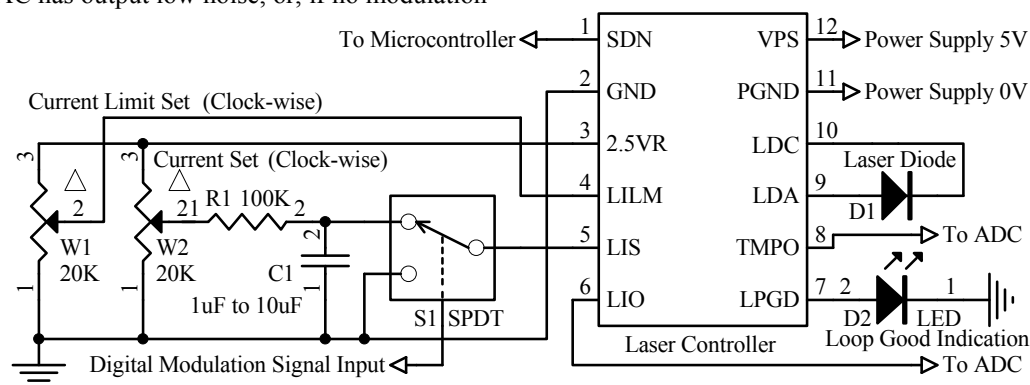 AC has output low noise; or, if no modulation
To Microcontroller
1 SDN
VPS 12 Power Supply 5V
2 GND
PGND 11 Power Supply 0V
Current Limit Set (Clock-wise)
3 2.5VR
LDC 10
Laser Diode
3
3
Current Set (Clock-wise)
4 LILM
LDA 9
D1
2
W1
20K
1
21
W2
20K
1
R1 100K
2
2
C1
1
1uF to 10uF
S1 SPDT
5 LIS
TMPO 8 To ADC
6 LIO
LPGD 7 2
D2
1
LED
Loop Good Indication
Laser Controller
Digital Modulation Signal Input
To ADC